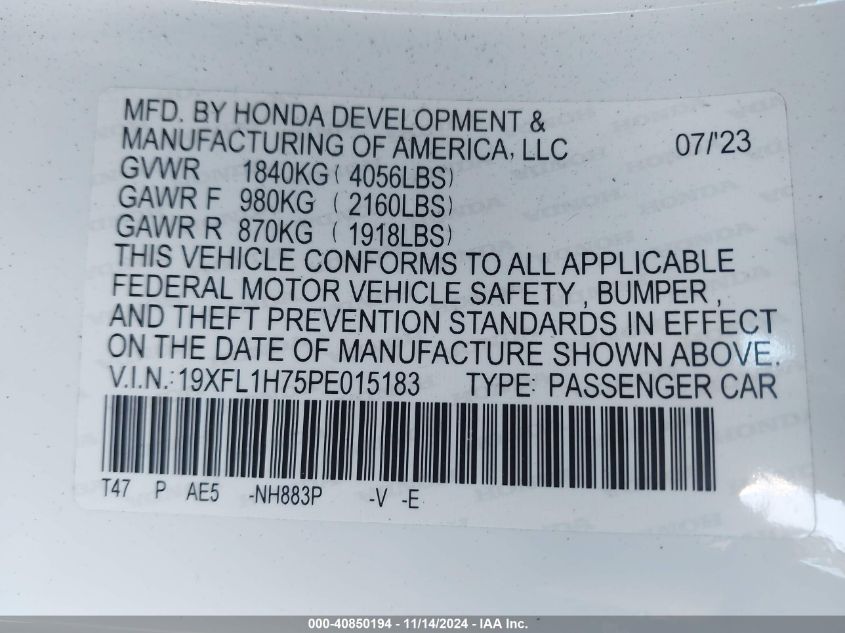 MFD. BY HONDA DEVELOPMENT &
MANUFACTURING OF AMERICA, LLC 07/'23
GVWR 1840KG ( 4056LBS)
GAWR F 980KG ( 2160LBS)
GAWR R 870KG ( 1918LBS)
THIS VEHICLE CONFORMS TO ALL APPLICABLE
FEDERAL MOTOR VEHICLE SAFETY , BUMPER ,
AND THEFT PREVENTION STANDARDS IN EFFECT
ON THE DATE OF MANUFACTURE SHOWN ABOVE.
V.I.N.: 19XFL1H75PE015183 TYPE: PASSENGER CAR
T47 P AE5 -NH883P -V -E
000-40850194 - 11/14/2024 - IAA Inc.